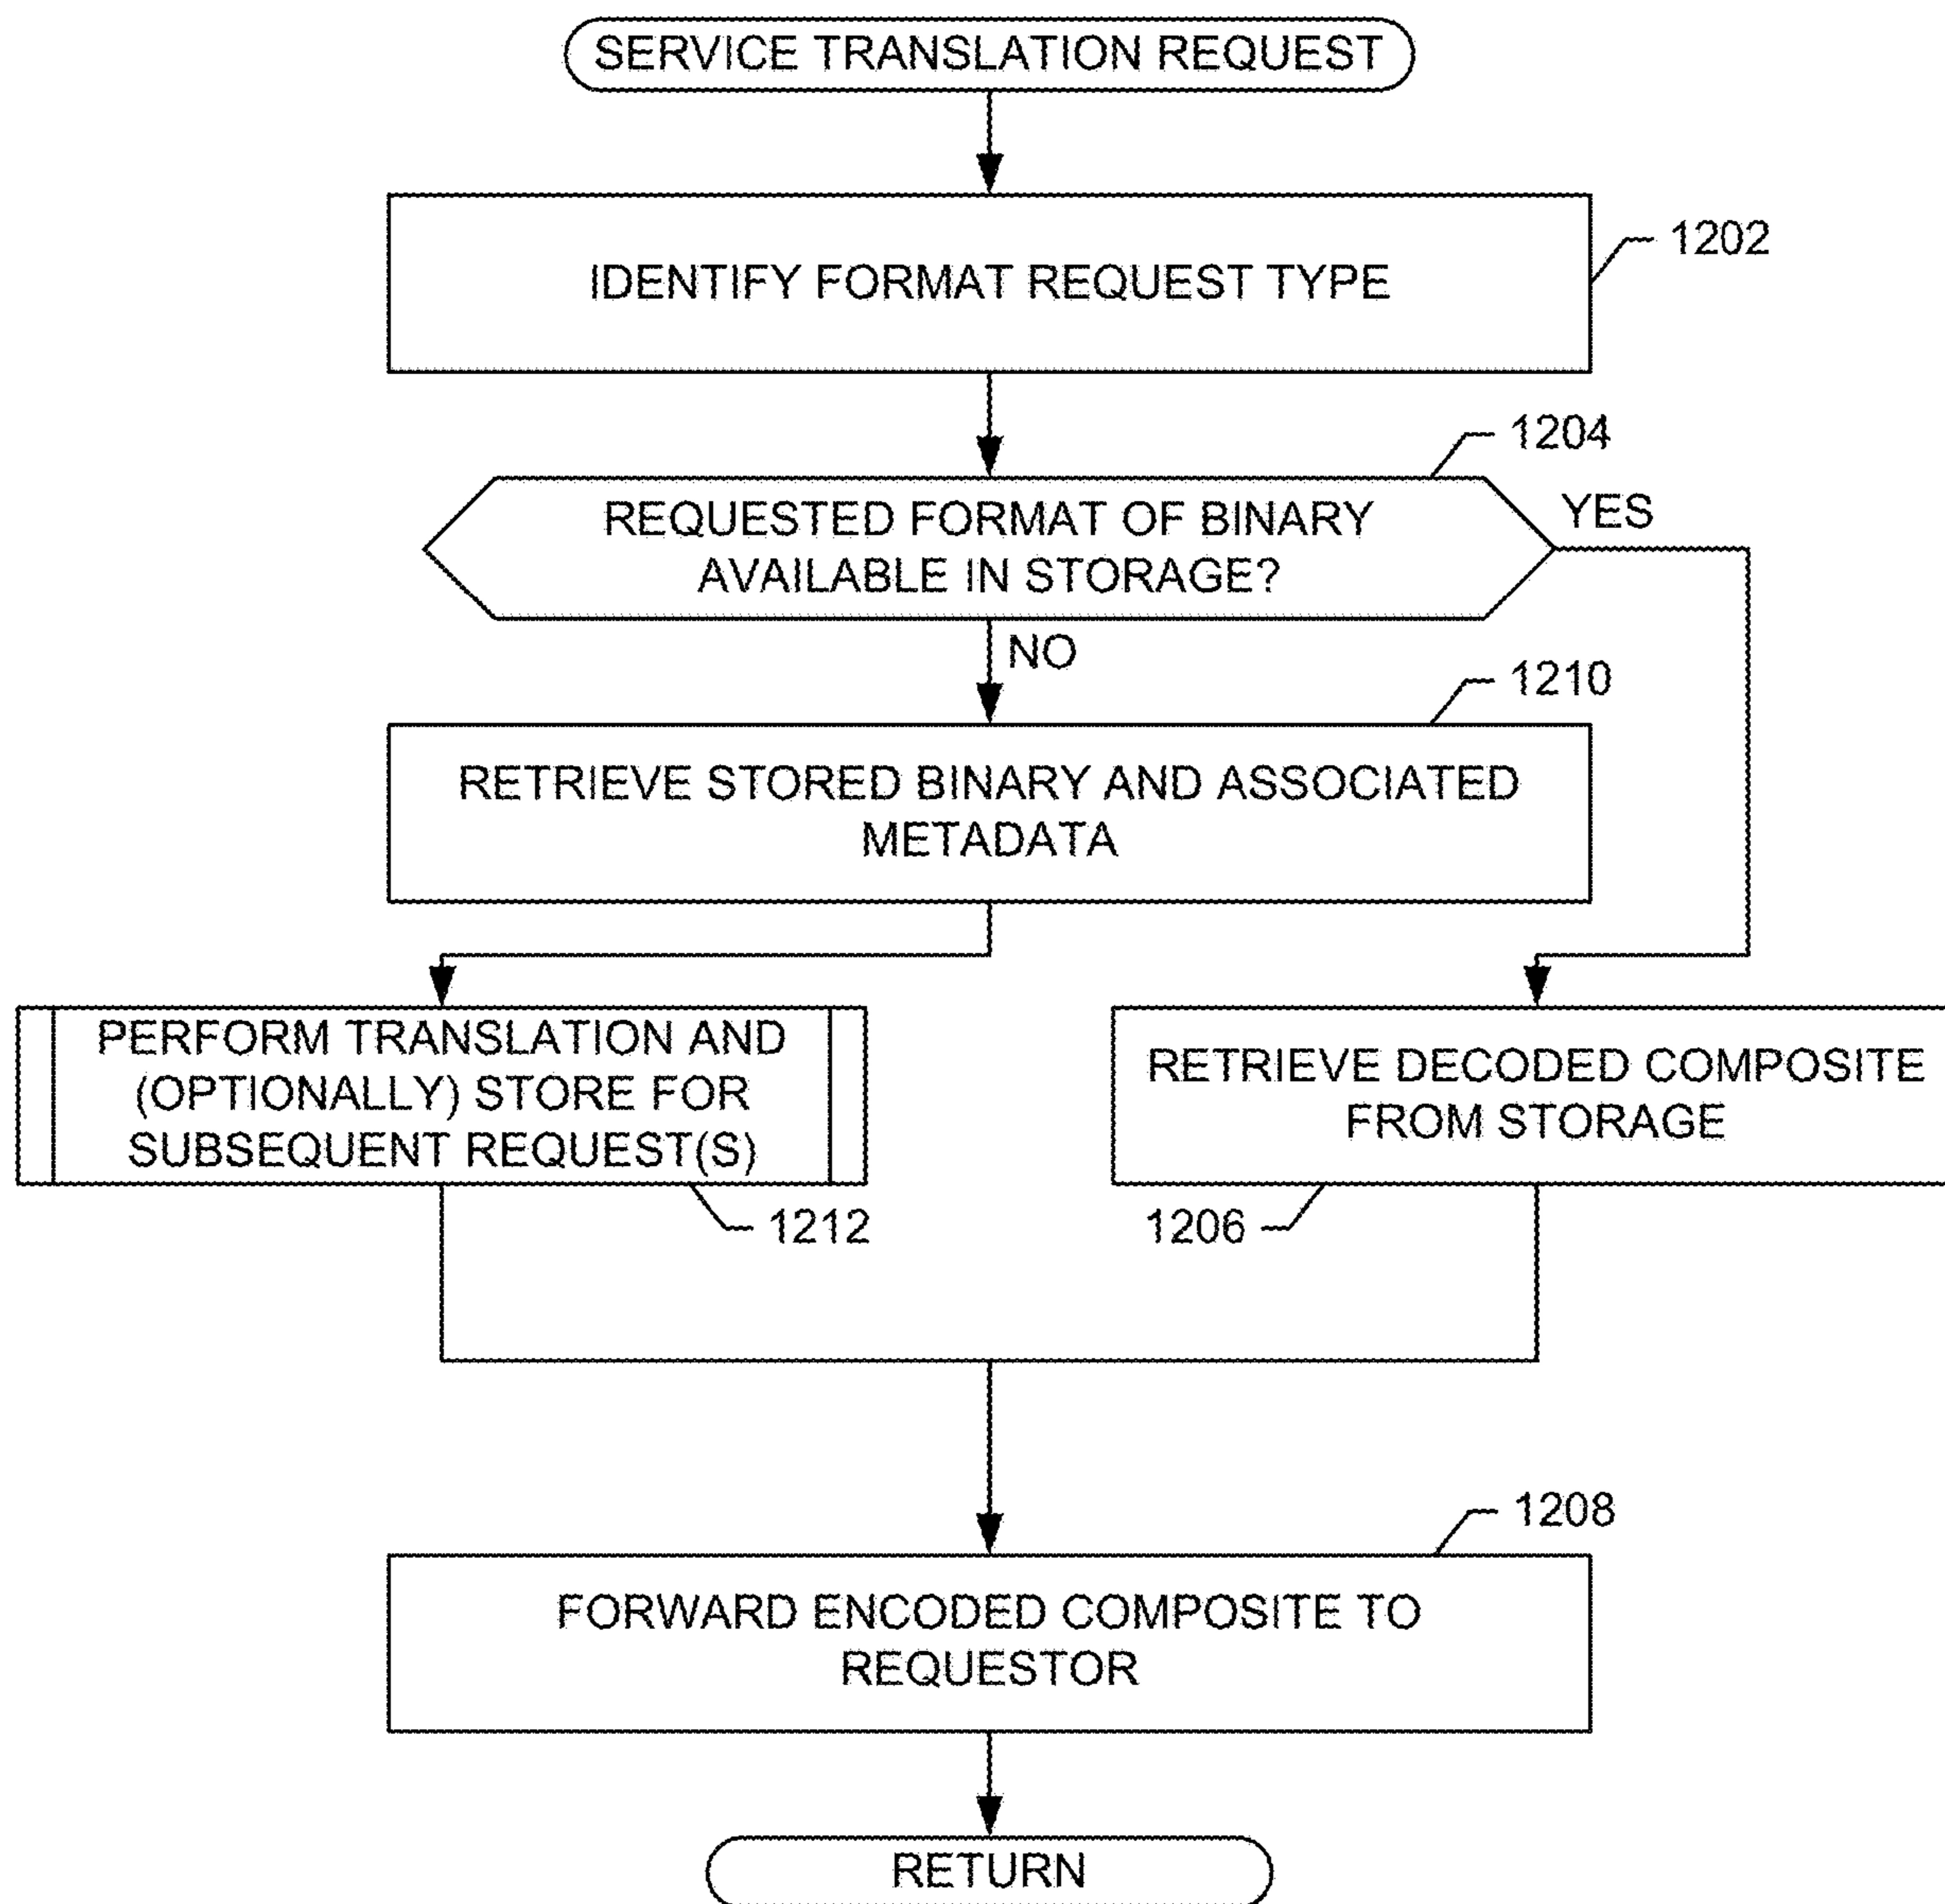 SERVICE TRANSLATION REQUEST
IDENTIFY FORMAT REQUEST TYPE
1202
1204
REQUESTED FORMAT OF BINARY
AVAILABLE IN STORAGE?
YES
NO
1210
RETRIEVE STORED BINARY AND ASSOCIATED
METADATA
PERFORM TRANSLATION AND
(OPTIONALLY) STORE FOR
SUBSEQUENT REQUEST(S)
1212
RETRIEVE DECODED COMPOSITE
FROM STORAGE
1206
1208
FORWARD ENCODED COMPOSITE TO
REQUESTOR
RETURN